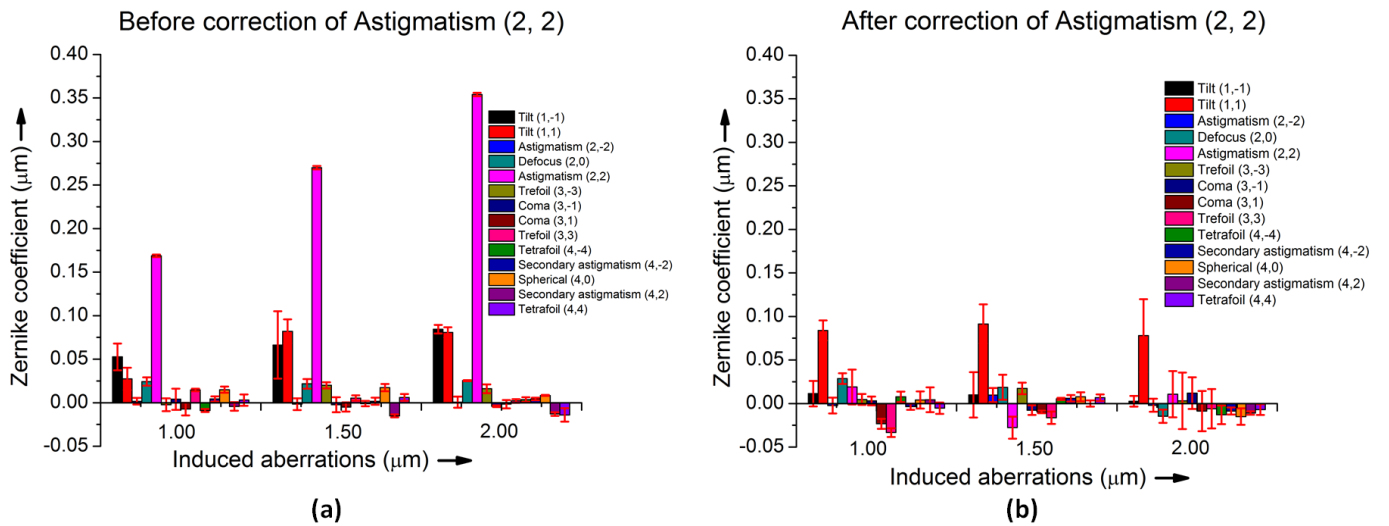 Before correction of Astigmatism (2, 2)
Zernike coefficient (μm)
0.40
0.35
0.30
0.25
0.20
0.15
0.10
0.05
0.00
-0.05
Tilt (1,-1)
Tilt (1,1)
Astigmatism (2,-2)
Defocus (2,0)
Astigmatism (2,2)
Trefoil (3,-3)
Coma (3,-1)
Coma (3,1)
Trefoil (3,3)
Tetrafoil (4,-4)
Secondary astigmatism (4,-2)
Spherical (4,0)
Secondary astigmatism (4,2)
Tetrafoil (4,4)
1.00 1.50 2.00
Induced aberrations (μm)
(a)
After correction of Astigmatism (2, 2)
Zernike coefficient (μm)
0.40
0.35
0.30
0.25
0.20
0.15
0.10
0.05
0.00
-0.05
Tilt (1,-1)
Tilt (1,1)
Astigmatism (2,-2)
Defocus (2,0)
Astigmatism (2,2)
Trefoil (3,-3)
Coma (3,-1)
Coma (3,1)
Trefoil (3,3)
Tetrafoil (4,-4)
Secondary astigmatism (4,-2)
Spherical (4,0)
Secondary astigmatism (4,2)
Tetrafoil (4,4)
1.00 1.50 2.00
Induced aberrations (μm)
(b)